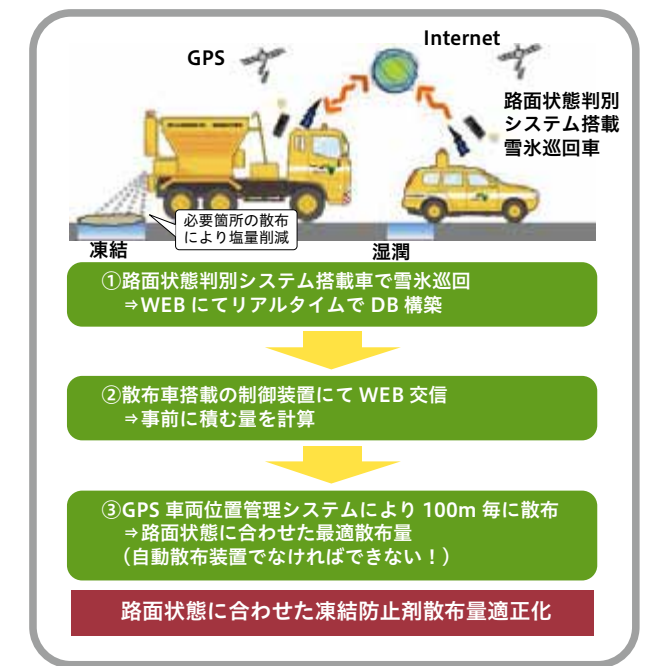 Internet
GPS
路面状態判別
システム搭載
雪氷巡回車
必要箇所の散布
により塩量削減
凍結
湿潤
①路面状態判別システム搭載車で雪氷巡回
⇒WEB にてリアルタイムで DB 構築
②散布車搭載の制御装置にて WEB 交信
⇒事前に積む量を計算
③GPS 車両位置管理システムにより 100m 毎に散布
⇒路面状態に合わせた最適散布量
（自動散布装置でなければできない！）
路面状態に合わせた凍結防止剤散布量適正化